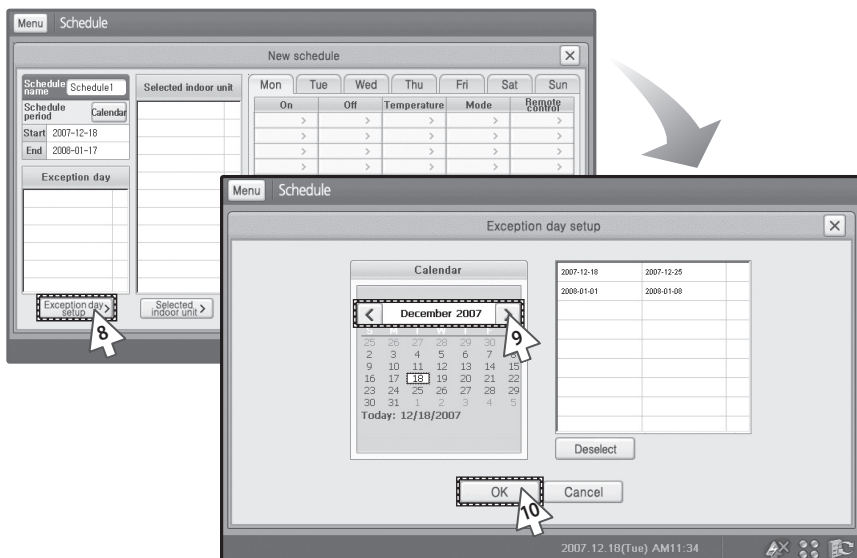 Menu Schedule
New schedule
Schedule name Schedule1
Schedule period Calendar
Start 2007-12-18
End 2008-01-17
Exception day
Exception day setup >
Selected indoor unit
Selected indoor unit >
Mon Tue Wed Thu Fri Sat Sun
On Off Temperature Mode Remote control
> > > > >
> > > > >
> > > > >
> > > > >
8
Menu Schedule
Exception day setup
Calendar
< December 2007 >
25 26 27 28 29 30
2 3 4 5 6 7 8
9 10 11 12 13 14 15
16 17 18 19 20 21 22
23 24 25 26 27 28 29
30 31 1 2 3 4 5
Today: 12/18/2007
9
2007-12-18 2007-12-25
2008-01-01 2008-01-08
Deselect
OK Cancel
10
2007.12.18(Tue) AM11:34